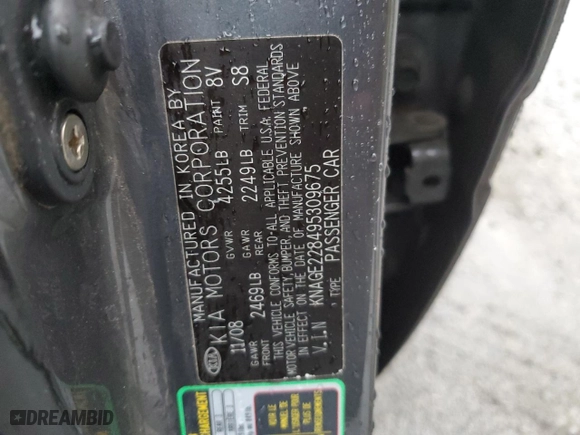 MANUFACTURED IN KOREA BY
KIA KIA MOTORS CORPORATION
11/08 GVWR 4255LB PAINT 8V
GAWR FRONT 2469LB GAWR REAR 2249LB TRIM S8
THIS VEHICLE CONFORMS TO ALL APPLICABLE U.S.A. FEDERAL
MOTOR VEHICLE SAFETY, BUMPER, AND THEFT PREVENTION STANDARDS
IN EFFECT ON THE DATE OF MANUFACTURE SHOWN ABOVE
V.I.N KNAGE228495309675
TYPE PASSENGER CAR
CHARGEMENT
DREAMBID